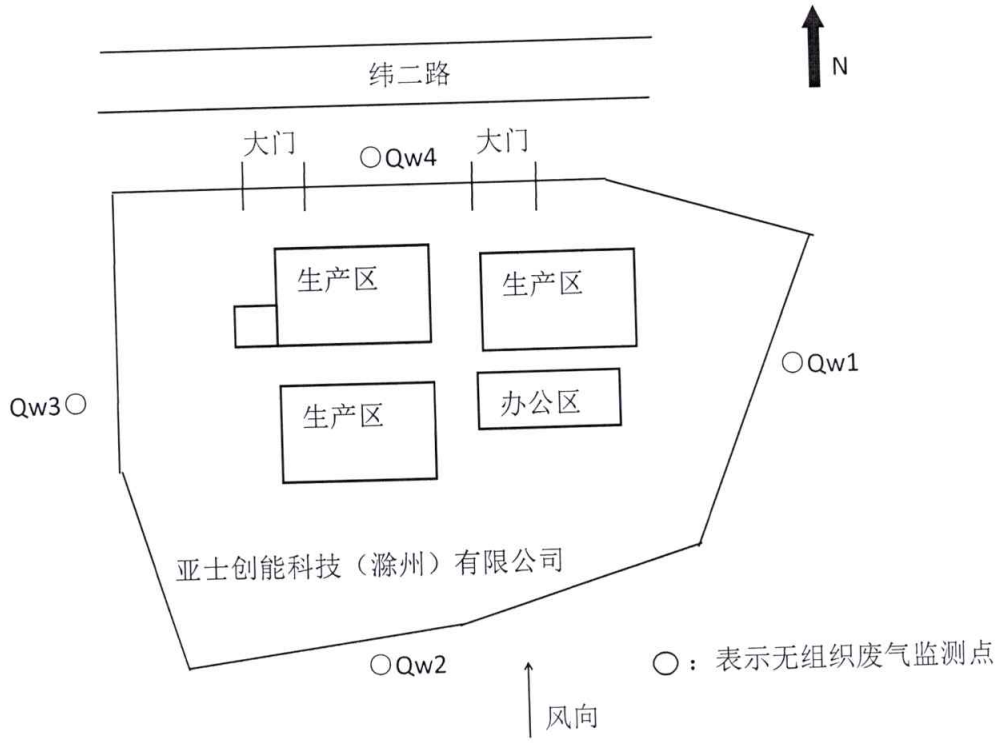 纬二路
N
大门
○Qw4
大门
生产区
生产区
○Qw1
Qw3○
生产区
办公区
亚士创能科技（滁州）有限公司
○Qw2
○：表示无组织废气监测点
风向